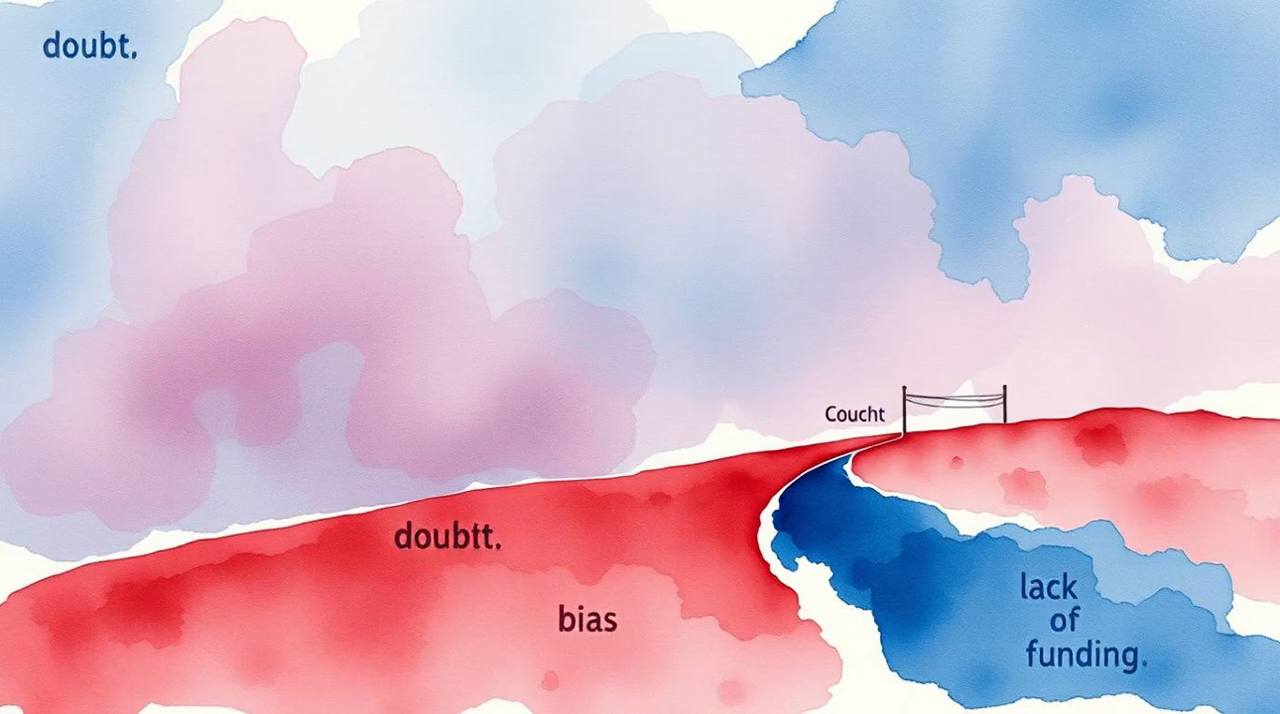 doubt.
Coucht
doubtt.
bias
lack
of
funding.